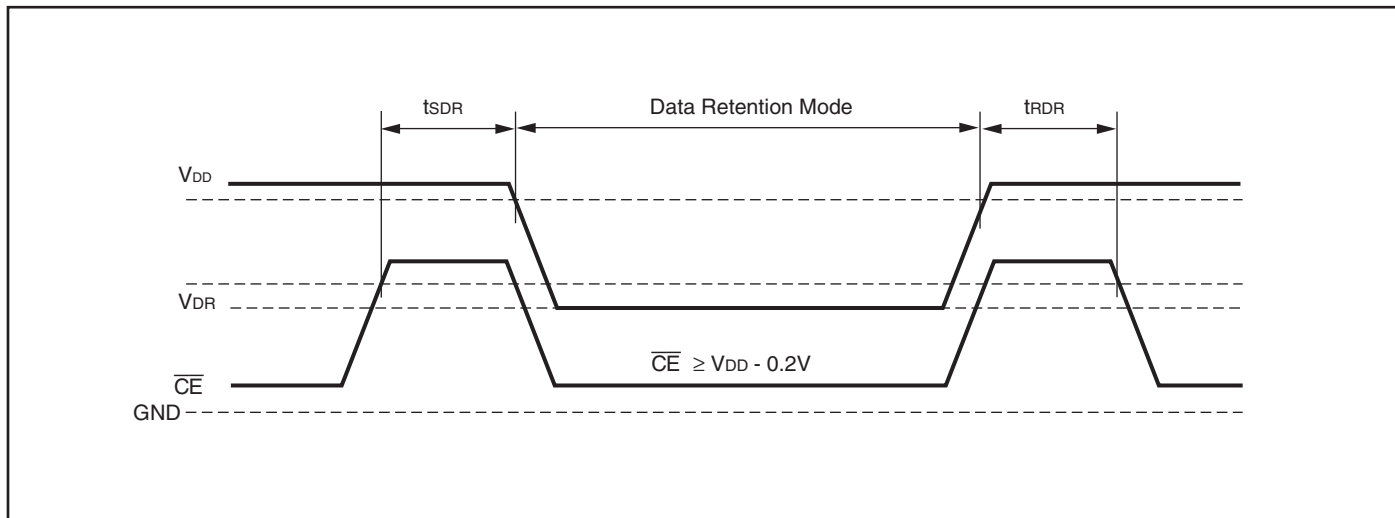 tSDR Data Retention Mode tRDR
VDD
VDR
CE ≥ VDD - 0.2V
CE
GND